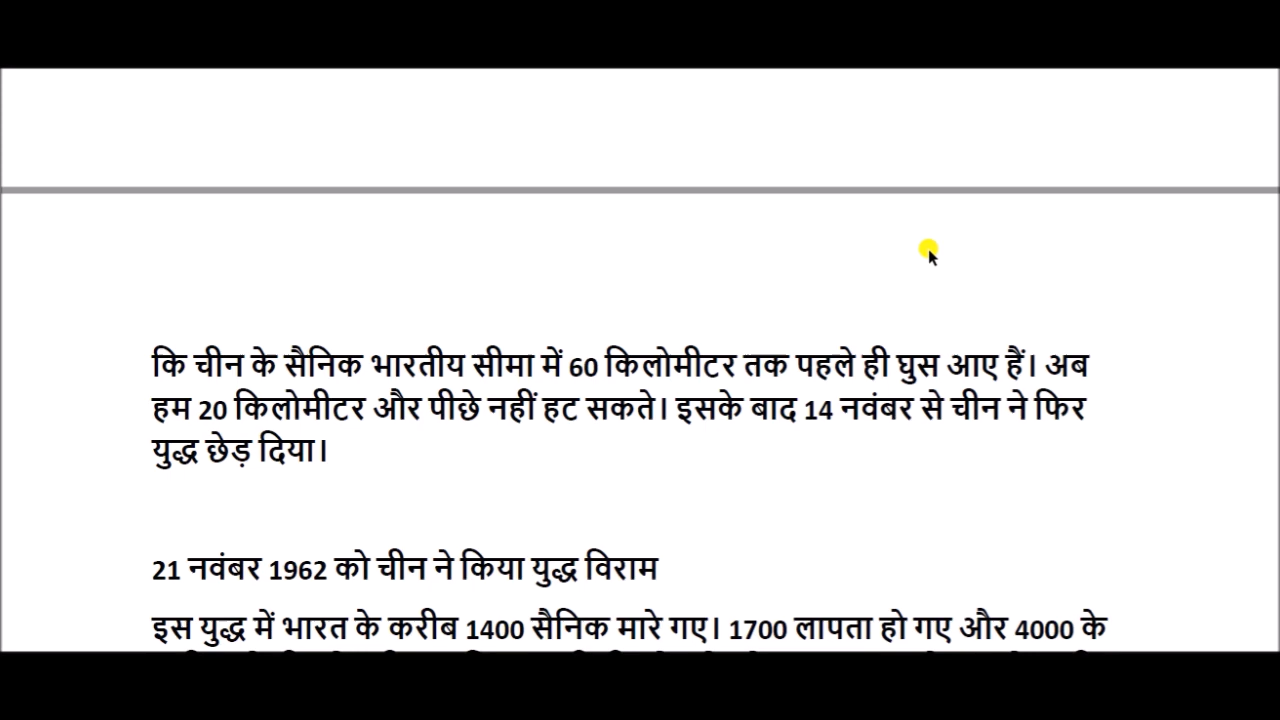 कि चीन के सैनिक भारतीय सीमा में 60 किलोमीटर तक पहले ही घुस आए हैं। अब
हम 20 किलोमीटर और पीछे नहीं हट सकते। इसके बाद 14 नवंबर से चीन ने फिर
युद्ध छेड़ दिया।
21 नवंबर 1962 को चीन ने किया युद्ध विराम
इस युद्ध में भारत के करीब 1400 सैनिक मारे गए। 1700 लापता हो गए और 4000 के